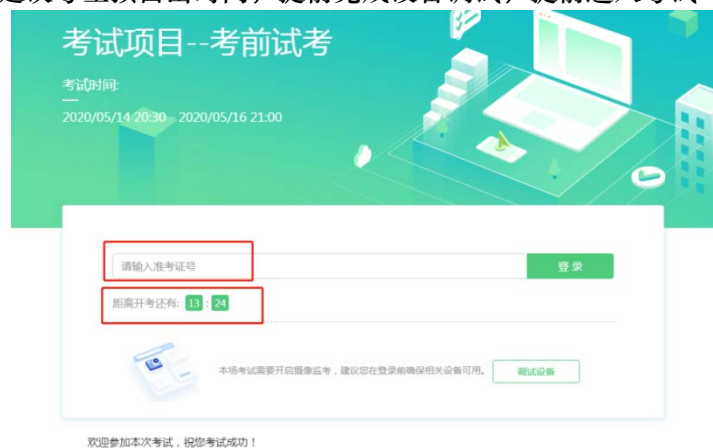 考试项目--考前试考
考试时间:
2020/05/14 20:30 - 2020/05/16 21:00
请输入准考证号
登 录
距离开考还有: 13 : 24
本场考试需要开启摄像监考，建议您在登录前确保相关设备可用。
调试设备
欢迎参加本次考试，祝您考试成功！